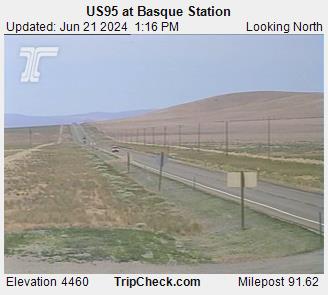 US95 at Basque Station
Updated: Jun 21 2024 1:16 PM Looking North
Elevation 4460 TripCheck.com Milepost 91.62